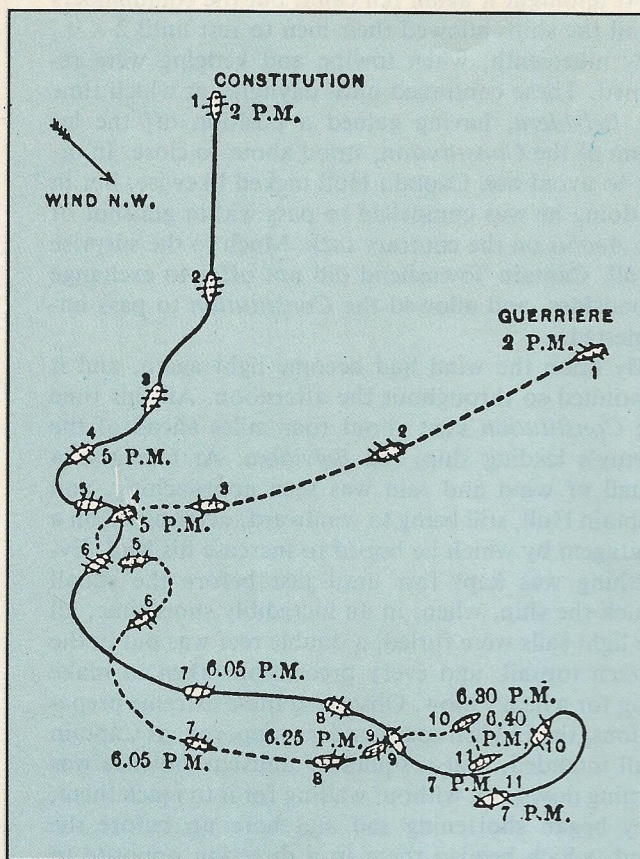 CONSTITUTION
1
2 P.M.
WIND N.W.
2
GUERRIERE
2 P.M.
1
3
2
4
5 P.M.
5
4
3
5 P.M.
6
5
6
7
6.05 P.M.
8
6.30 P.M.
10
6.40
P.M.
10
7
6.25 P.M.
9
9
6.05 P.M.
8
11
7 P.M.
11
7 P.M.